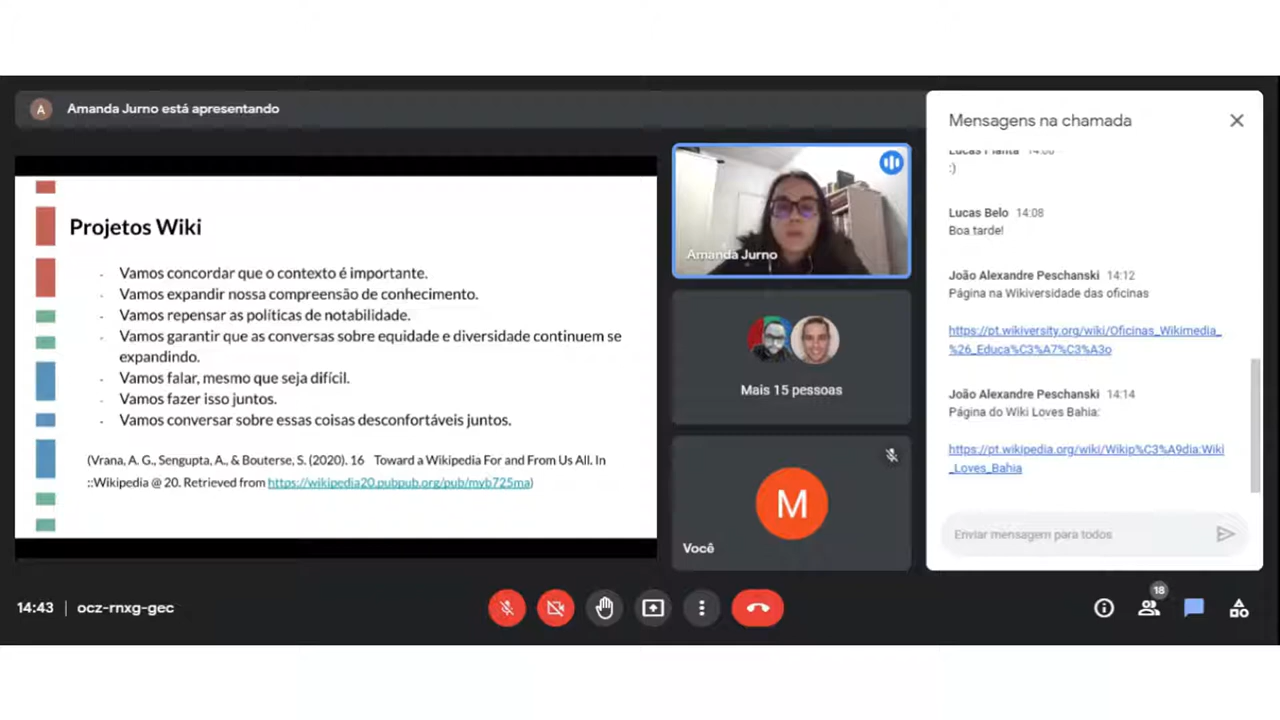 A
Amanda Jurno está apresentando
Projetos Wiki
- Vamos concordar que o contexto é importante.
- Vamos expandir nossa compreensão de conhecimento.
- Vamos repensar as políticas de notabilidade.
- Vamos garantir que as conversas sobre equidade e diversidade continuem se
expandindo.
- Vamos falar, mesmo que seja difícil.
- Vamos fazer isso juntos.
- Vamos conversar sobre essas coisas desconfortáveis juntos.
(Vrana, A. G., Sengupta, A., & Bouterse, S. (2020). 16 Toward a Wikipedia For and From Us All. In
::Wikipedia @ 20. Retrieved from https://wikipedia20.pubpub.org/pub/myb725ma)
Amanda Jurno
Mais 15 pessoas
M
Você
Mensagens na chamada
:)
Lucas Belo 14:08
Boa tarde!
João Alexandre Peschanski 14:12
Página na Wikiversidade das oficinas
https://pt.wikiversity.org/wiki/Oficinas_Wikimedia_
%26_Educa%C3%A7%C3%A3o
João Alexandre Peschanski 14:14
Página do Wiki Loves Bahia:
https://pt.wikipedia.org/wiki/Wikip%C3%A9dia:Wiki
_Loves_Bahia
Enviar mensagem para todos
14:43 | ocz-rnxg-gec
18